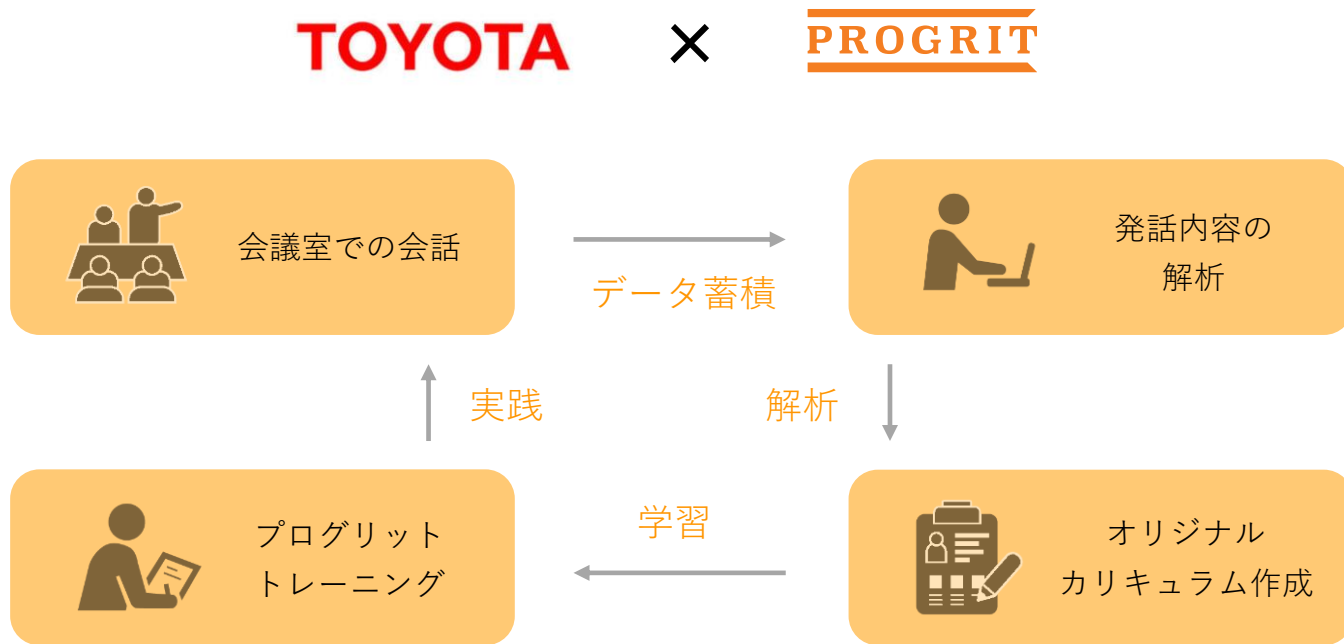 TOYOTA × PROGRIT
会議室での会話
データ蓄積
発話内容の
解析
実践
解析
プログリット
トレーニング
学習
オリジナル
カリキュラム作成